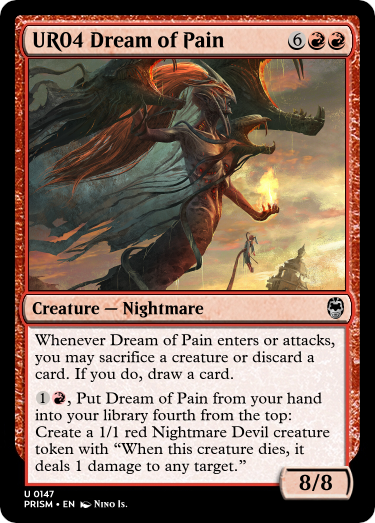 UR04 Dream of Pain 6
Creature — Nightmare
Whenever Dream of Pain enters or attacks,
you may sacrifice a creature or discard a
card. If you do, draw a card.
1, Put Dream of Pain from your hand
into your library fourth from the top:
Create a 1/1 red Nightmare Devil creature
token with “When this creature dies, it
deals 1 damage to any target.”
8/8
U 0147
PRISM • EN Nino Is.